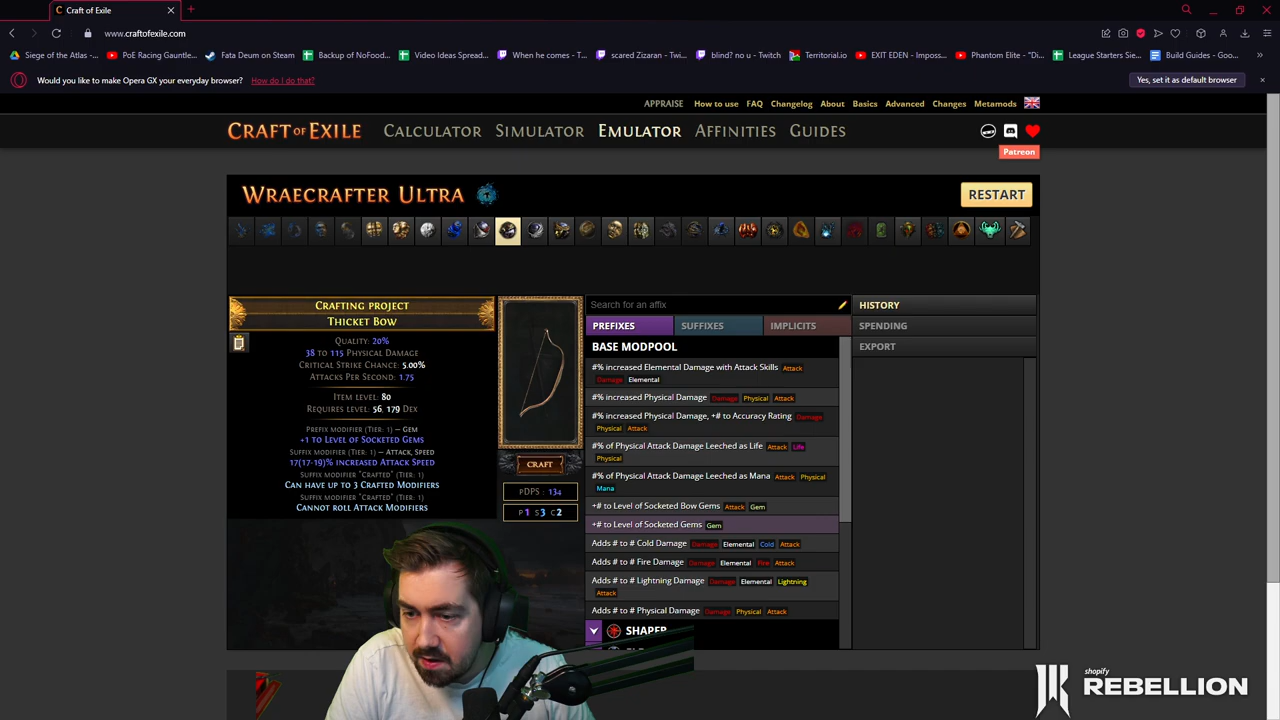 Craft of Exile
www.craftofexile.com
Siege of the Atlas -...
PoE Racing Gauntle...
Fata Deum on Steam
Backup of NoFood...
Video Ideas Spread...
When he comes - T...
scared Zizaran - Twi...
blind? no u - Twitch
Territorial.io
EXIT EDEN - Imposs...
Phantom Elite - "Di...
League Starters Sie...
Build Guides - Goo...
Would you like to make Opera GX your everyday browser? How do I do that?
Yes, set it as default browser
APPRAISE How to use FAQ Changelog About Basics Advanced Changes Metamods
CRAFT OF EXILE CALCULATOR SIMULATOR EMULATOR AFFINITIES GUIDES
Patreon
WRAECRAFTER ULTRA
RESTART
CRAFTING PROJECT
THICKET BOW
QUALITY: 20%
38 TO 115 PHYSICAL DAMAGE
CRITICAL STRIKE CHANCE: 5.00%
ATTACKS PER SECOND: 1.75
ITEM LEVEL: 80
REQUIRES LEVEL: 56, 179 DEX
PREFIX MODIFIER (TIER: 1) — GEM
+1 TO LEVEL OF SOCKETED GEMS
SUFFIX MODIFIER (TIER: 1) — ATTACK, SPEED
17(17-19)% INCREASED ATTACK SPEED
SUFFIX MODIFIER "CRAFTED" (TIER: 1)
CAN HAVE UP TO 3 CRAFTED MODIFIERS
SUFFIX MODIFIER "CRAFTED" (TIER: 1)
CANNOT ROLL ATTACK MODIFIERS
CRAFT
PDPS : 134
P1 S3 C2
Search for an affix
PREFIXES SUFFIXES IMPLICITS
BASE MODPOOL
#% increased Elemental Damage with Attack Skills Attack
Damage Elemental
#% increased Physical Damage Damage Physical Attack
#% increased Physical Damage, +# to Accuracy Rating Damage
Physical Attack
#% of Physical Attack Damage Leeched as Life Attack Life
Physical
#% of Physical Attack Damage Leeched as Mana Attack Physical
Mana
+# to Level of Socketed Bow Gems Attack Gem
+# to Level of Socketed Gems Gem
Adds # to # Cold Damage Damage Elemental Cold Attack
Adds # to # Fire Damage Damage Elemental Fire Attack
Adds # to # Lightning Damage Damage Elemental Lightning
Attack
Adds # to # Physical Damage Damage Physical Attack
SHAPER
HISTORY
SPENDING
EXPORT
shopify
REBELLION